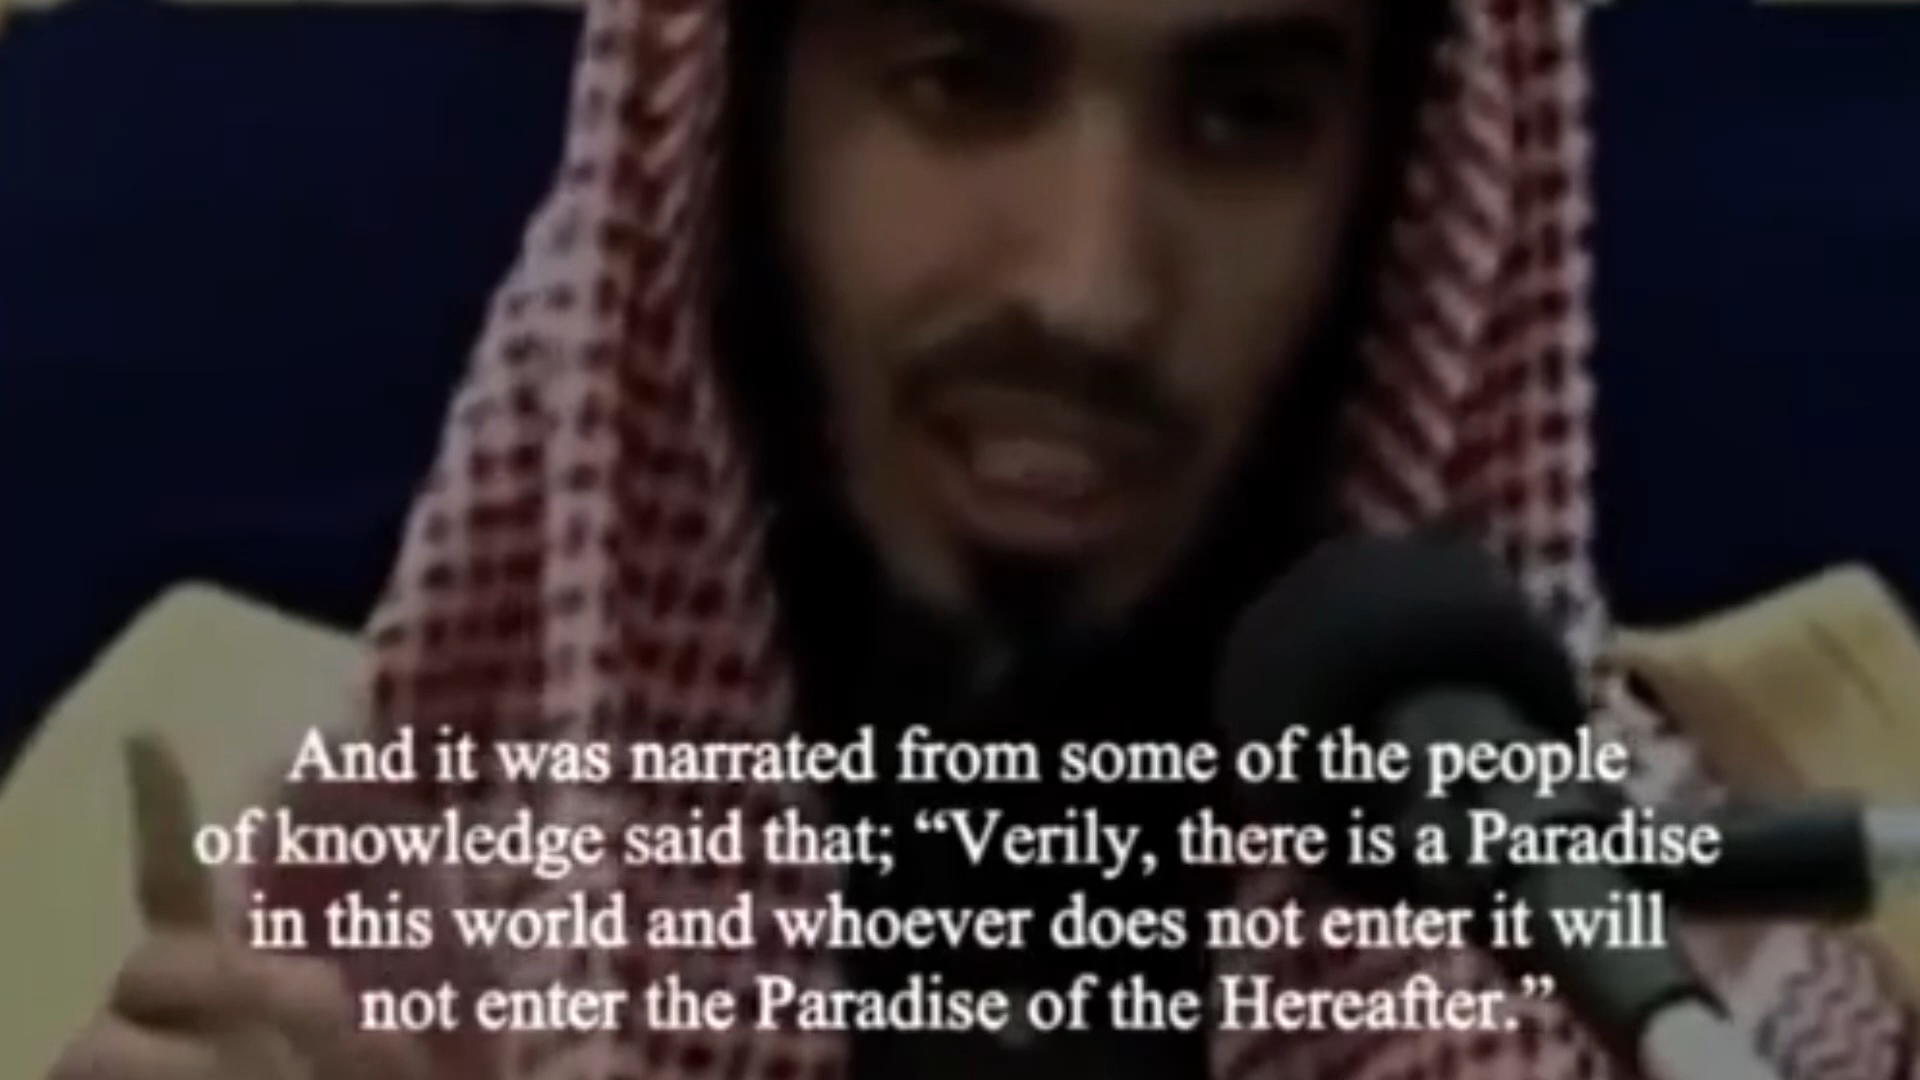 And it was narrated from some of the people
of knowledge said that; “Verily, there is a Paradise
in this world and whoever does not enter it will
not enter the Paradise of the Hereafter.”